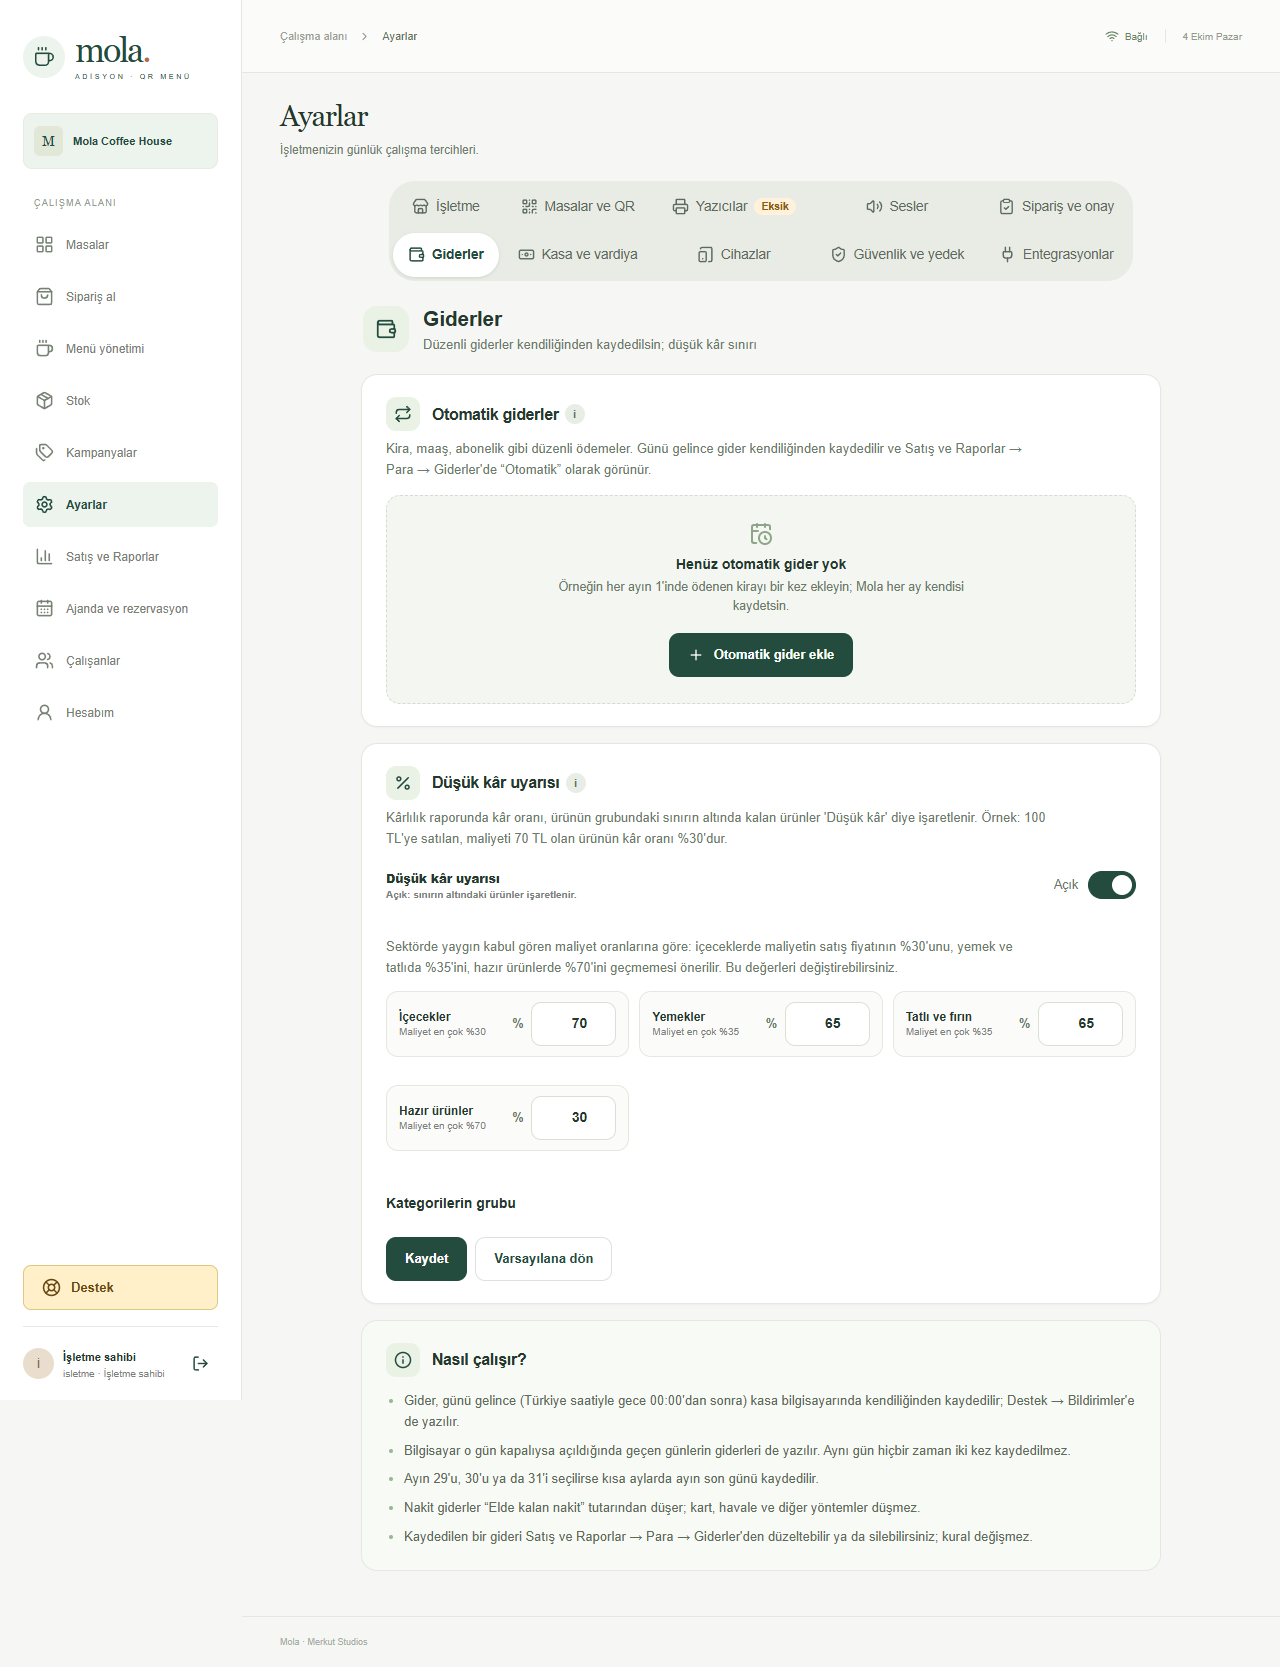 mola.
ADİSYON · QR MENÜ
M
Mola Coffee House
ÇALIŞMA ALANI
Masalar
Sipariş al
Menü yönetimi
Stok
Kampanyalar
Ayarlar
Satış ve Raporlar
Ajanda ve rezervasyon
Çalışanlar
Hesabım
Destek
İ
İşletme sahibi
isletme · İşletme sahibi
Çalışma alanı
Ayarlar
Bağlı
4 Ekim Pazar
Ayarlar
İşletmenizin günlük çalışma tercihleri.
İşletme
Masalar ve QR
Yazıcılar
Eksik
Sesler
Sipariş ve onay
Giderler
Kasa ve vardiya
Cihazlar
Güvenlik ve yedek
Entegrasyonlar
Giderler
Düzenli giderler kendiliğinden kaydedilsin; düşük kâr sınırı
Otomatik giderler
i
Kira, maaş, abonelik gibi düzenli ödemeler. Günü gelince gider kendiliğinden kaydedilir ve Satış ve Raporlar →
Para → Giderler'de “Otomatik” olarak görünür.
Henüz otomatik gider yok
Örneğin her ayın 1'inde ödenen kirayı bir kez ekleyin; Mola her ay kendisi
kaydetsin.
Otomatik gider ekle
Düşük kâr uyarısı
i
Kârlılık raporunda kâr oranı, ürünün grubundaki sınırın altında kalan ürünler 'Düşük kâr' diye işaretlenir. Örnek: 100
TL'ye satılan, maliyeti 70 TL olan ürünün kâr oranı %30'dur.
Düşük kâr uyarısı
Açık: sınırın altındaki ürünler işaretlenir.
Açık
Sektörde yaygın kabul gören maliyet oranlarına göre: içeceklerde maliyetin satış fiyatının %30'unu, yemek ve
tatlıda %35'ini, hazır ürünlerde %70'ini geçmemesi önerilir. Bu değerleri değiştirebilirsiniz.
İçecekler
Maliyet en çok %30
%
70
Yemekler
Maliyet en çok %35
%
65
Tatlı ve fırın
Maliyet en çok %35
%
65
Hazır ürünler
Maliyet en çok %70
%
30
Kategorilerin grubu
Kaydet
Varsayılana dön
Nasıl çalışır?
Gider, günü gelince (Türkiye saatiyle gece 00:00'dan sonra) kasa bilgisayarında kendiliğinden kaydedilir; Destek → Bildirimler'e
de yazılır.
Bilgisayar o gün kapalıysa açıldığında geçen günlerin giderleri de yazılır. Aynı gün hiçbir zaman iki kez kaydedilmez.
Ayın 29'u, 30'u ya da 31'i seçilirse kısa aylarda ayın son günü kaydedilir.
Nakit giderler “Elde kalan nakit” tutarından düşer; kart, havale ve diğer yöntemler düşmez.
Kaydedilen bir gideri Satış ve Raporlar → Para → Giderler'den düzeltebilir ya da silebilirsiniz; kural değişmez.
Mola · Merkut Studios